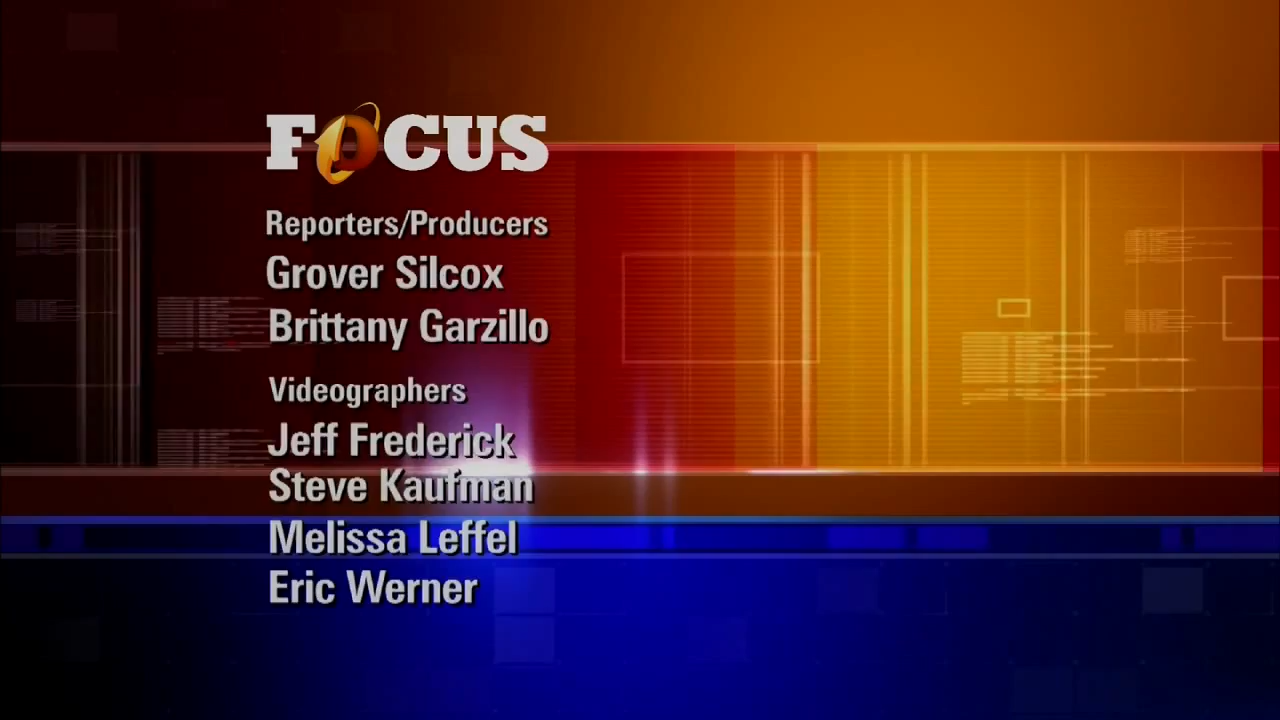 FOCUS
Reporters/Producers
Grover Silcox
Brittany Garzillo
Videographers
Jeff Frederick
Steve Kaufman
Melissa Leffel
Eric Werner